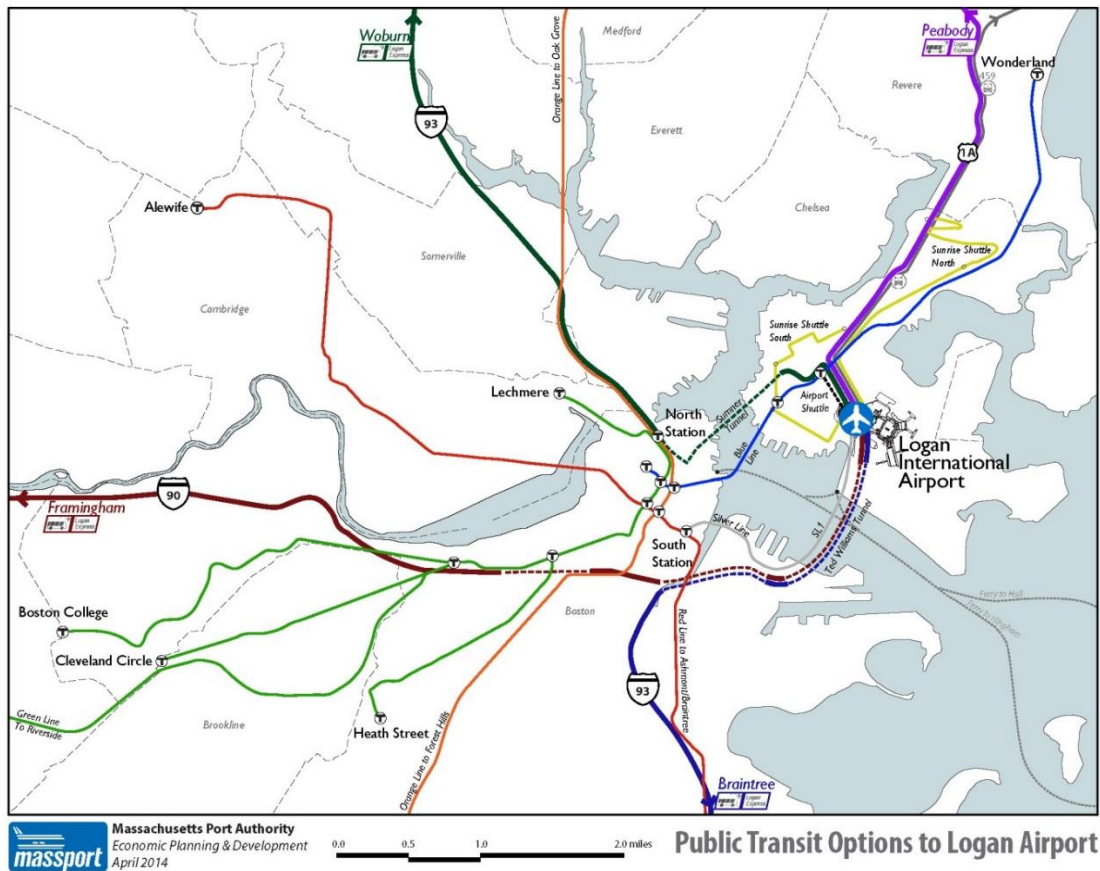 Woburn
Logan
Express
Medford
Peabody
Logan
Express
Wonderland
T
459
Revere
Orange Line to Oak Grove
93
Everett
1A
Alewife
T
Chelsea
Somerville
Sunrise Shuttle
North
Cambridge
Sunrise Shuttle
South
Lechmere
T
T
Airport
Shuttle
T
North
Station
T
Sumner
Tunnel
Logan
International
Airport
Blue
Line
T
T
T
90
Framingham
Logan
Express
T
T
Silver Line
SL1
Ted Williams Tunnel
South
Station
T
T
T
Ferry to Hull
Ferry to Hingham
Boston
Boston College
T
Cleveland Circle
T
Red Line to Ashmont/Braintree
93
Green Line
To Riverside
Brookline
T
Heath Street
Orange Line to Forest Hills
Braintree
Logan
Express
massport
Massachusetts Port Authority
Economic Planning & Development
April 2014
0.0
0.5
1.0
2.0 miles
Public Transit Options to Logan Airport